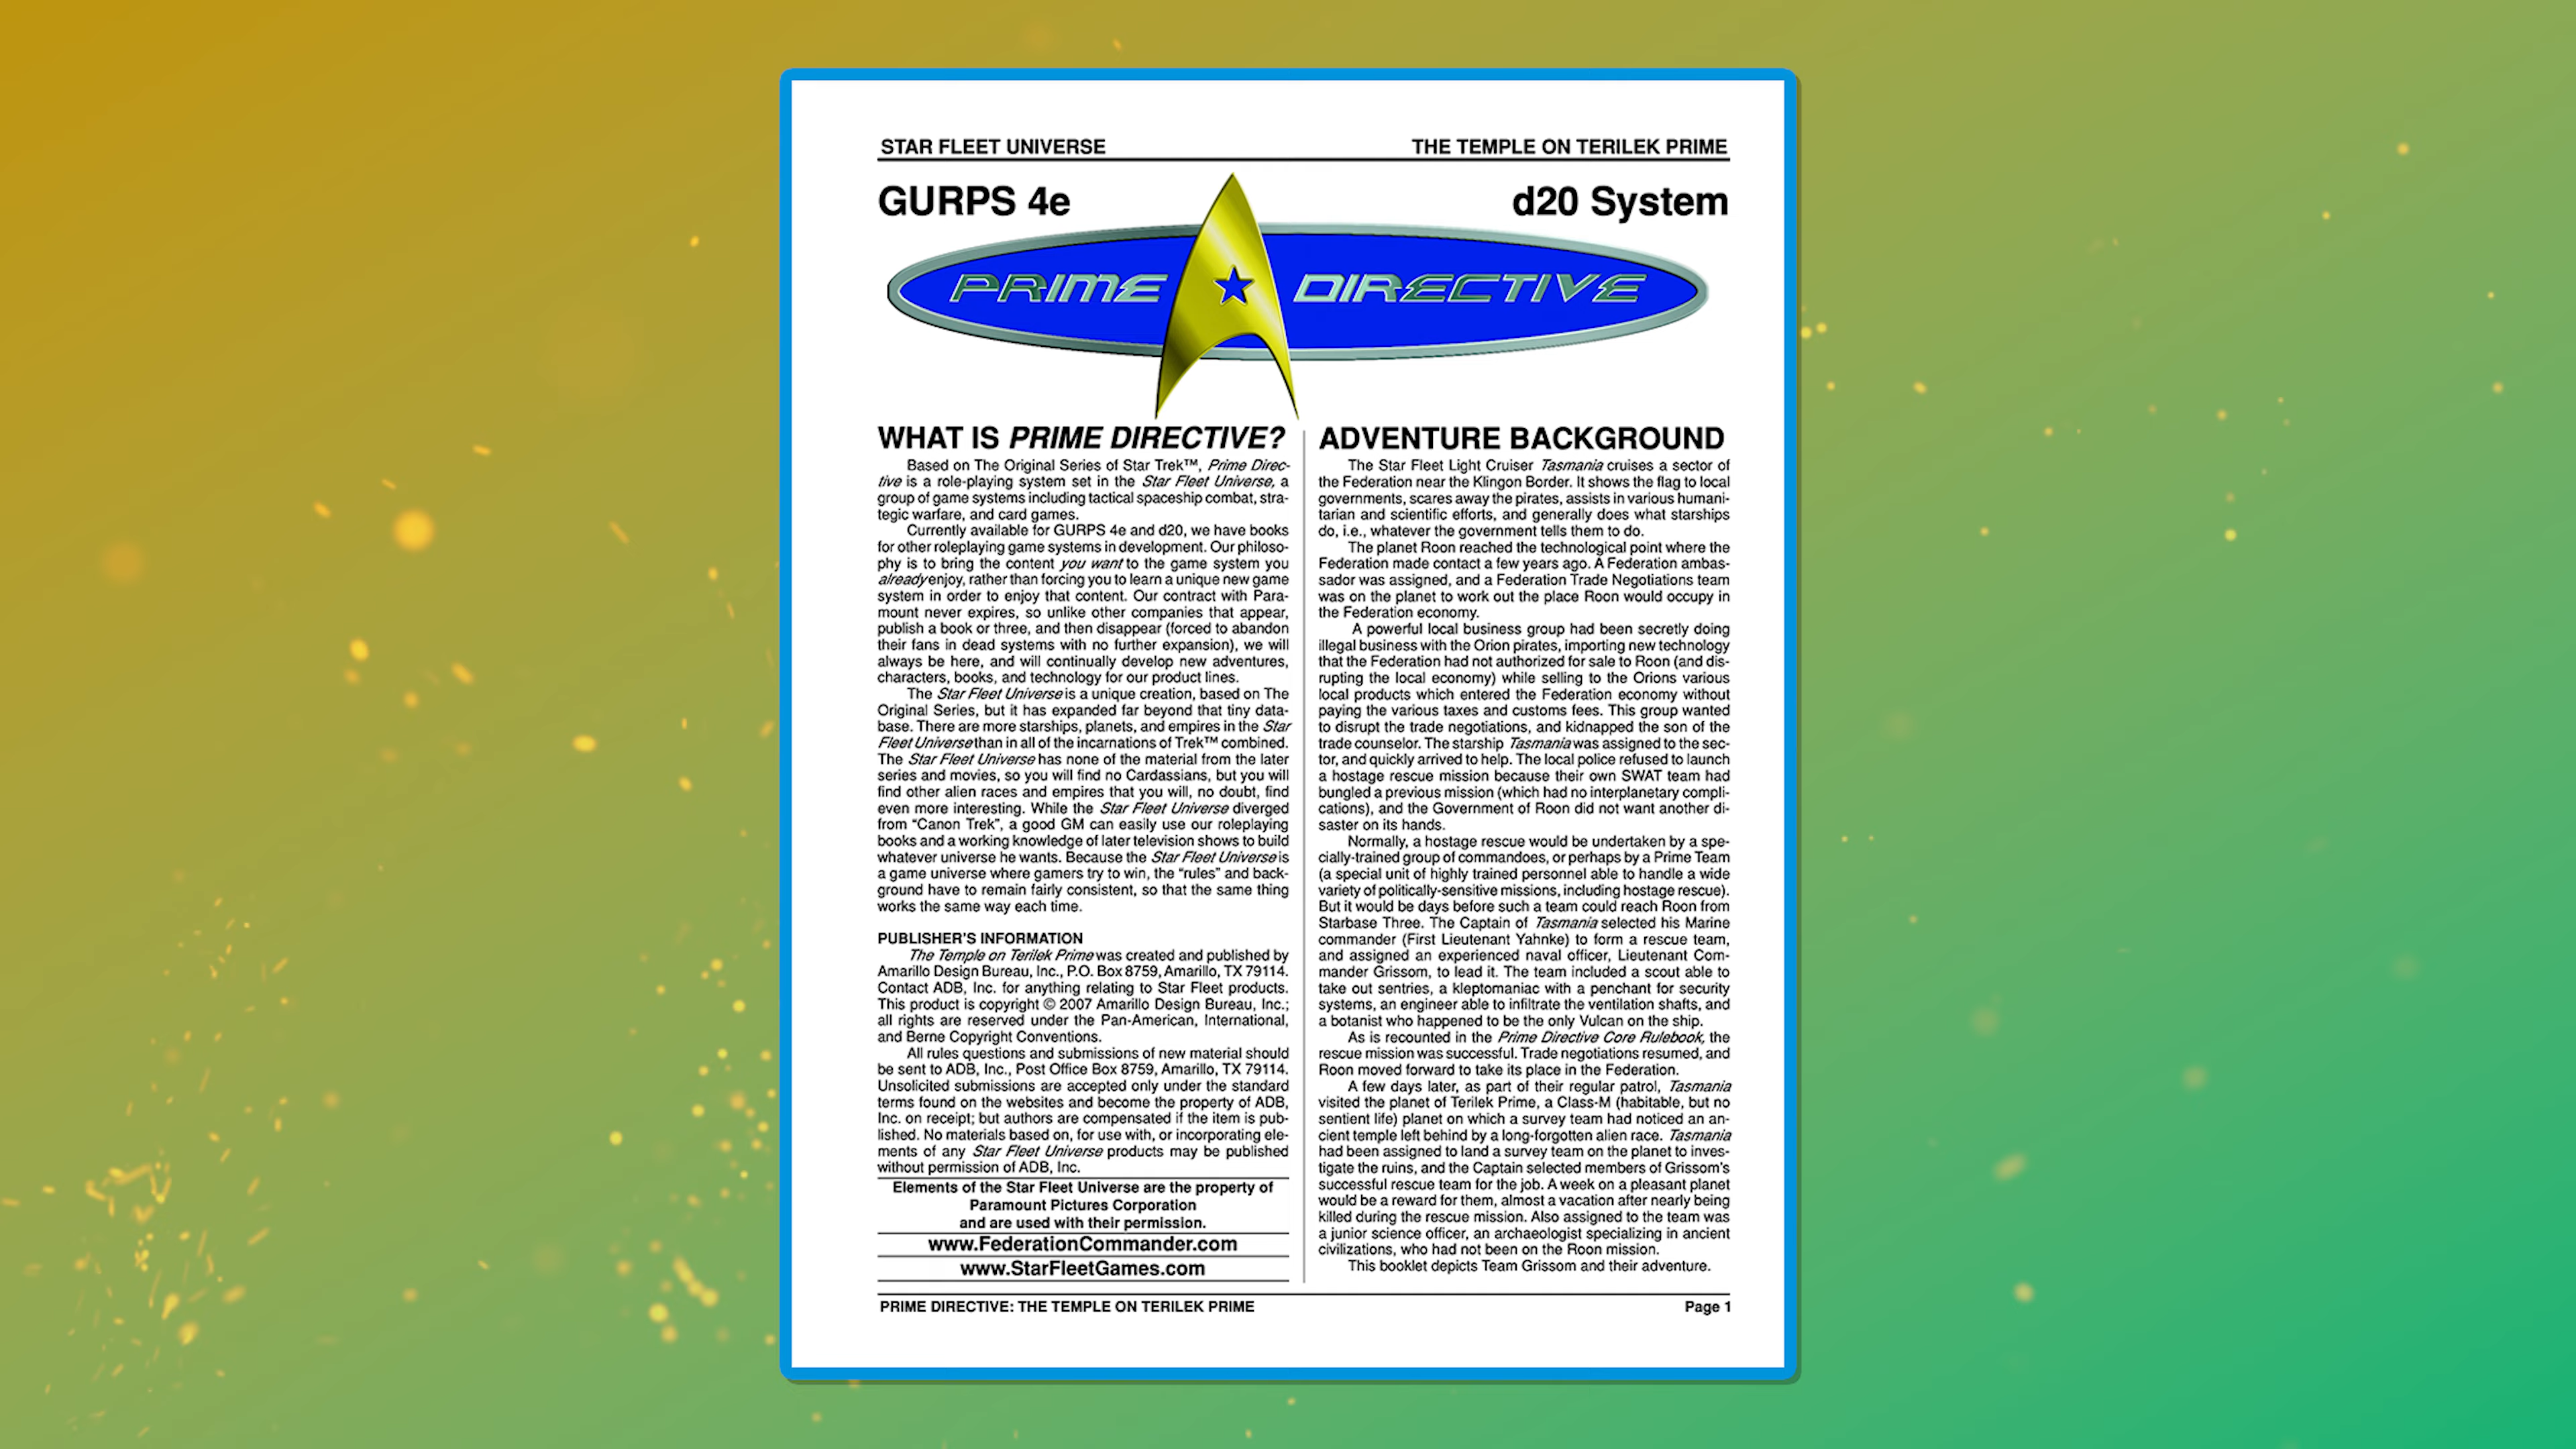 STAR FLEET UNIVERSE
THE TEMPLE ON TERILEK PRIME
GURPS 4e
d20 System
PRIME DIRECTIVE
WHAT IS PRIME DIRECTIVE?
Based on The Original Series of Star Trek™, Prime Direc-
tive is a role-playing system set in the Star Fleet Universe, a
group of game systems including tactical spaceship combat, stra-
tegic warfare, and card games.
Currently available for GURPS 4e and d20, we have books
for other roleplaying game systems in development. Our philoso-
phy is to bring the content you want to the game system you
already enjoy, rather than forcing you to learn a unique new game
system in order to enjoy that content. Our contract with Para-
mount never expires, so unlike other companies that appear,
publish a book or three, and then disappear (forced to abandon
their fans in dead systems with no further expansion), we will
always be here, and will continually develop new adventures,
characters, books, and technology for our product lines.
The Star Fleet Universe is a unique creation, based on The
Original Series, but it has expanded far beyond that tiny data-
base. There are more starships, planets, and empires in the Star
Fleet Universe than in all of the incarnations of Trek™ combined.
The Star Fleet Universe has none of the material from the later
series and movies, so you will find no Cardassians, but you will
find other alien races and empires that you will, no doubt, find
even more interesting. While the Star Fleet Universe diverged
from “Canon Trek”, a good GM can easily use our roleplaying
books and a working knowledge of later television shows to build
whatever universe he wants. Because the Star Fleet Universe is
a game universe where gamers try to win, the “rules” and back-
ground have to remain fairly consistent, so that the same thing
works the same way each time.
PUBLISHER’S INFORMATION
The Temple on Terilek Prime was created and published by
Amarillo Design Bureau, Inc., P.O. Box 8759, Amarillo, TX 79114.
Contact ADB, Inc. for anything relating to Star Fleet products.
This product is copyright © 2007 Amarillo Design Bureau, Inc.;
all rights are reserved under the Pan-American, International,
and Berne Copyright Conventions.
All rules questions and submissions of new material should
be sent to ADB, Inc., Post Office Box 8759, Amarillo, TX 79114.
Unsolicited submissions are accepted only under the standard
terms found on the websites and become the property of ADB,
Inc. on receipt; but authors are compensated if the item is pub-
lished. No materials based on, for use with, or incorporating ele-
ments of any Star Fleet Universe products may be published
without permission of ADB, Inc.
Elements of the Star Fleet Universe are the property of
Paramount Pictures Corporation
and are used with their permission.
www.FederationCommander.com
www.StarFleetGames.com
ADVENTURE BACKGROUND
The Star Fleet Light Cruiser Tasmania cruises a sector of
the Federation near the Klingon Border. It shows the flag to local
governments, scares away the pirates, assists in various humani-
tarian and scientific efforts, and generally does what starships
do, i.e., whatever the government tells them to do.
The planet Roon reached the technological point where the
Federation made contact a few years ago. A Federation ambas-
sador was assigned, and a Federation Trade Negotiations team
was on the planet to work out the place Roon would occupy in
the Federation economy.
A powerful local business group had been secretly doing
illegal business with the Orion pirates, importing new technology
that the Federation had not authorized for sale to Roon (and dis-
rupting the local economy) while selling to the Orions various
local products which entered the Federation economy without
paying the various taxes and customs fees. This group wanted
to disrupt the trade negotiations, and kidnapped the son of the
trade counselor. The starship Tasmania was assigned to the sec-
tor, and quickly arrived to help. The local police refused to launch
a hostage rescue mission because their own SWAT team had
bungled a previous mission (which had no interplanetary compli-
cations), and the Government of Roon did not want another di-
saster on its hands.
Normally, a hostage rescue would be undertaken by a spe-
cially-trained group of commandoes, or perhaps by a Prime Team
(a special unit of highly trained personnel able to handle a wide
variety of politically-sensitive missions, including hostage rescue).
But it would be days before such a team could reach Roon from
Starbase Three. The Captain of Tasmania selected his Marine
commander (First Lieutenant Yahnke) to form a rescue team,
and assigned an experienced naval officer, Lieutenant Com-
mander Grissom, to lead it. The team included a scout able to
take out sentries, a kleptomaniac with a penchant for security
systems, an engineer able to infiltrate the ventilation shafts, and
a botanist who happened to be the only Vulcan on the ship.
As is recounted in the Prime Directive Core Rulebook, the
rescue mission was successful. Trade negotiations resumed, and
Roon moved forward to take its place in the Federation.
A few days later, as part of their regular patrol, Tasmania
visited the planet of Terilek Prime, a Class-M (habitable, but no
sentient life) planet on which a survey team had noticed an an-
cient temple left behind by a long-forgotten alien race. Tasmania
had been assigned to land a survey team on the planet to inves-
tigate the ruins, and the Captain selected members of Grissom’s
successful rescue team for the job. A week on a pleasant planet
would be a reward for them, almost a vacation after nearly being
killed during the rescue mission. Also assigned to the team was
a junior science officer, an archaeologist specializing in ancient
civilizations, who had not been on the Roon mission.
This booklet depicts Team Grissom and their adventure.
PRIME DIRECTIVE: THE TEMPLE ON TERILEK PRIME
Page 1